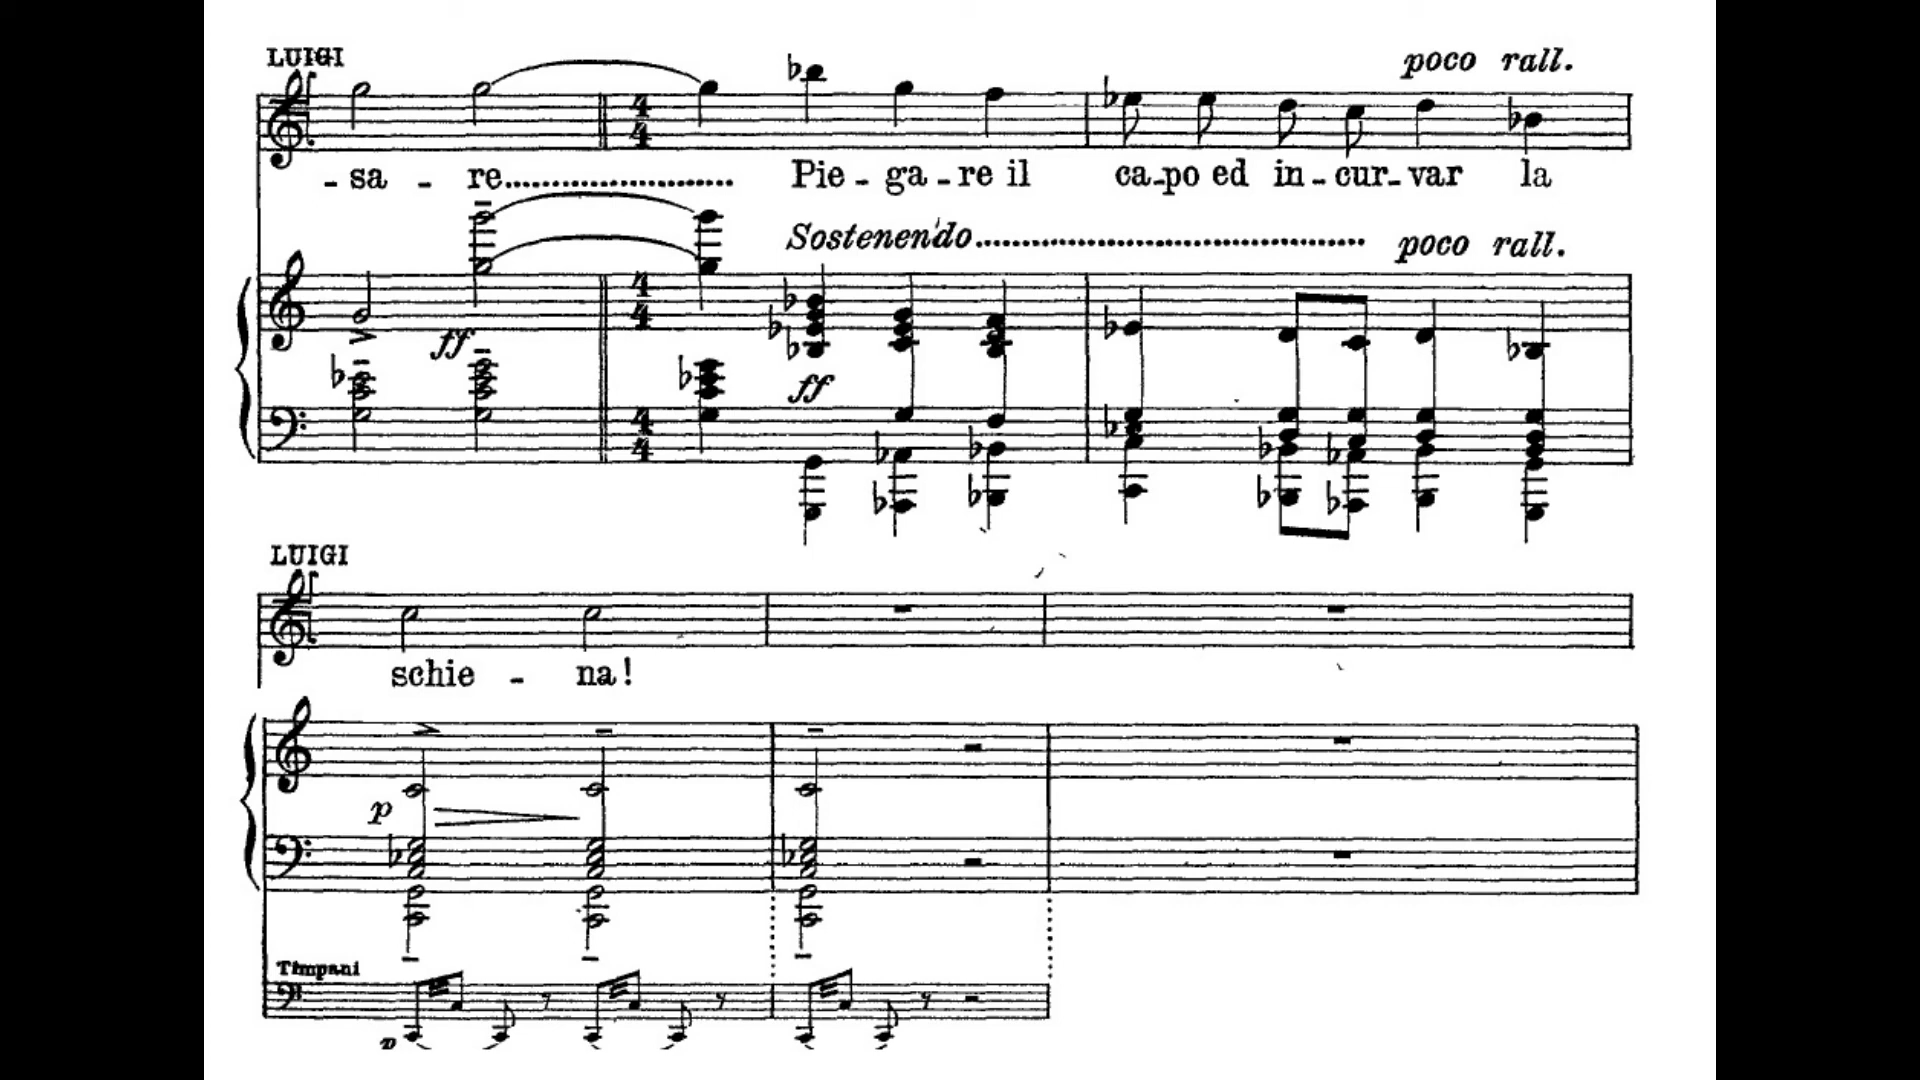 LUIGI
poco rall.
4 4
- sa - re........................ Pie - ga - re il ca - po ed in - cur - var la
Sostenendo........................................ poco rall.
4 4
ff
ff
4 4
LUIGI
schie - na!
p
Timpani
p